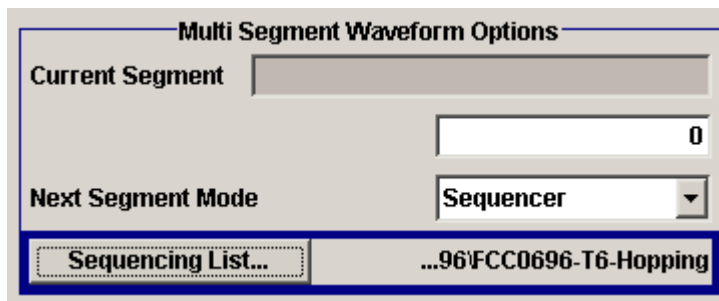 Multi Segment Waveform Options
Current Segment
0
Next Segment Mode Sequencer
Sequencing List... ...96\FCC0696-T6-Hopping